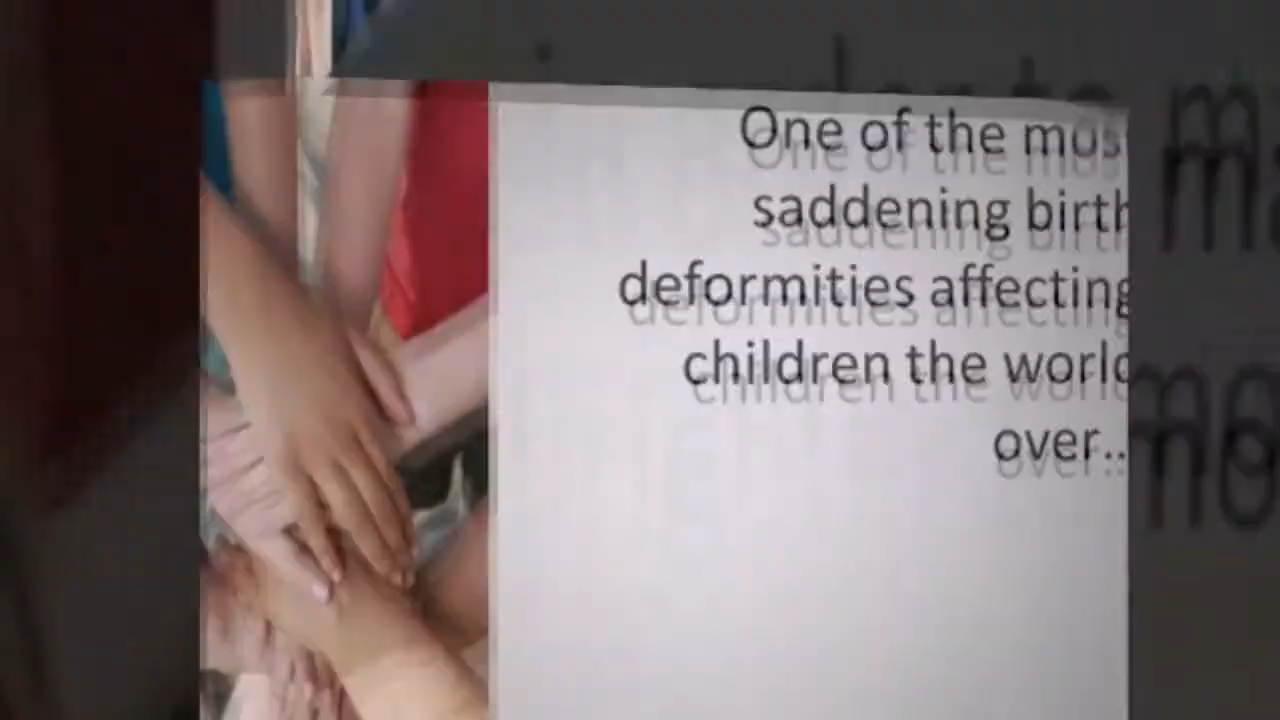 One of the mos
saddening birth
deformities affecting
children the world
over..